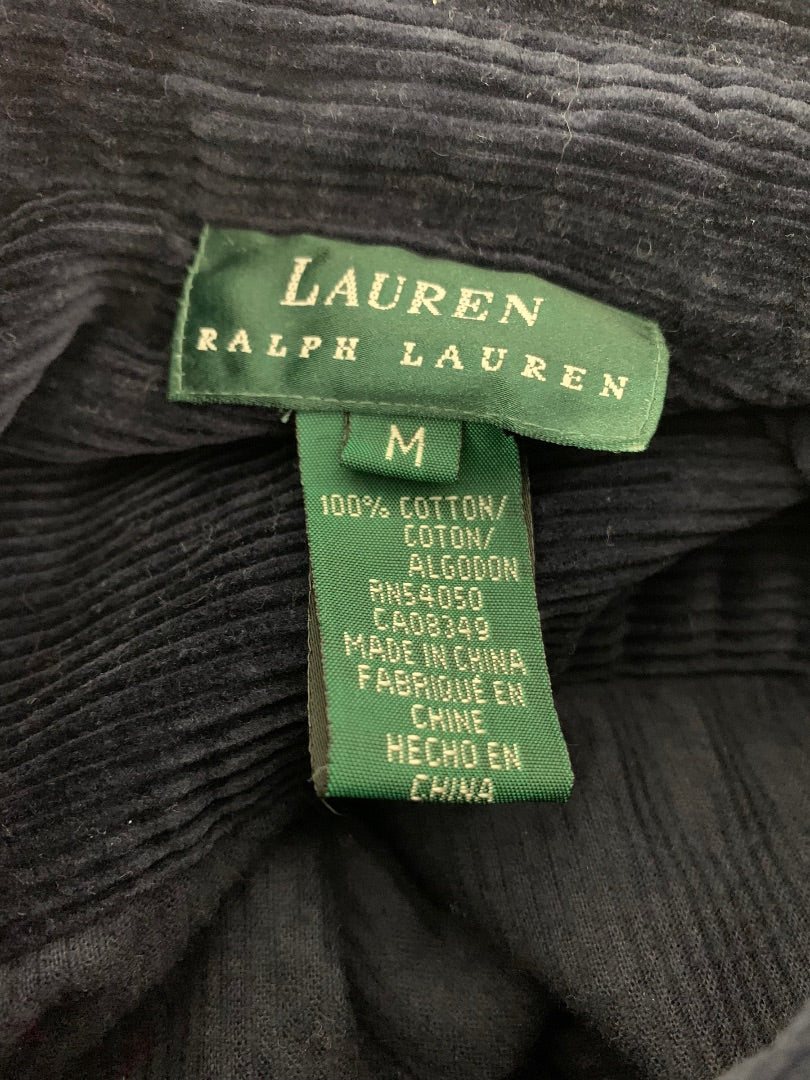 LAUREN
RALPH LAUREN
M
100% COTTON/
COTON/
ALGODON
RN54050
CA08349
MADE IN CHINA
FABRIQUÉ EN
CHINE
HECHO EN
CHINA